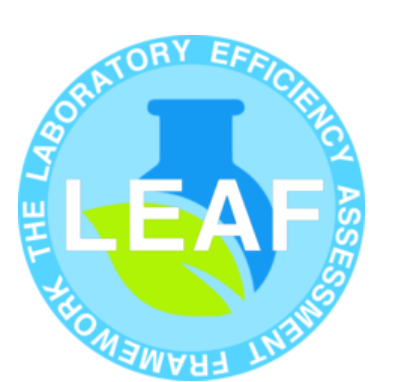 THE LABORATORY EFFICIENCY ASSESSMENT FRAMEWORK
LEAF